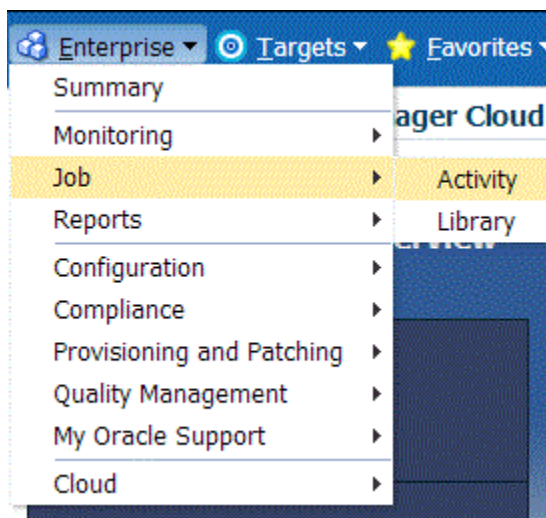 Enterprise Targets Favorites
Summary
ager Cloud
Monitoring
Job
Activity
Reports
Library
Configuration
Compliance
Provisioning and Patching
Quality Management
My Oracle Support
Cloud